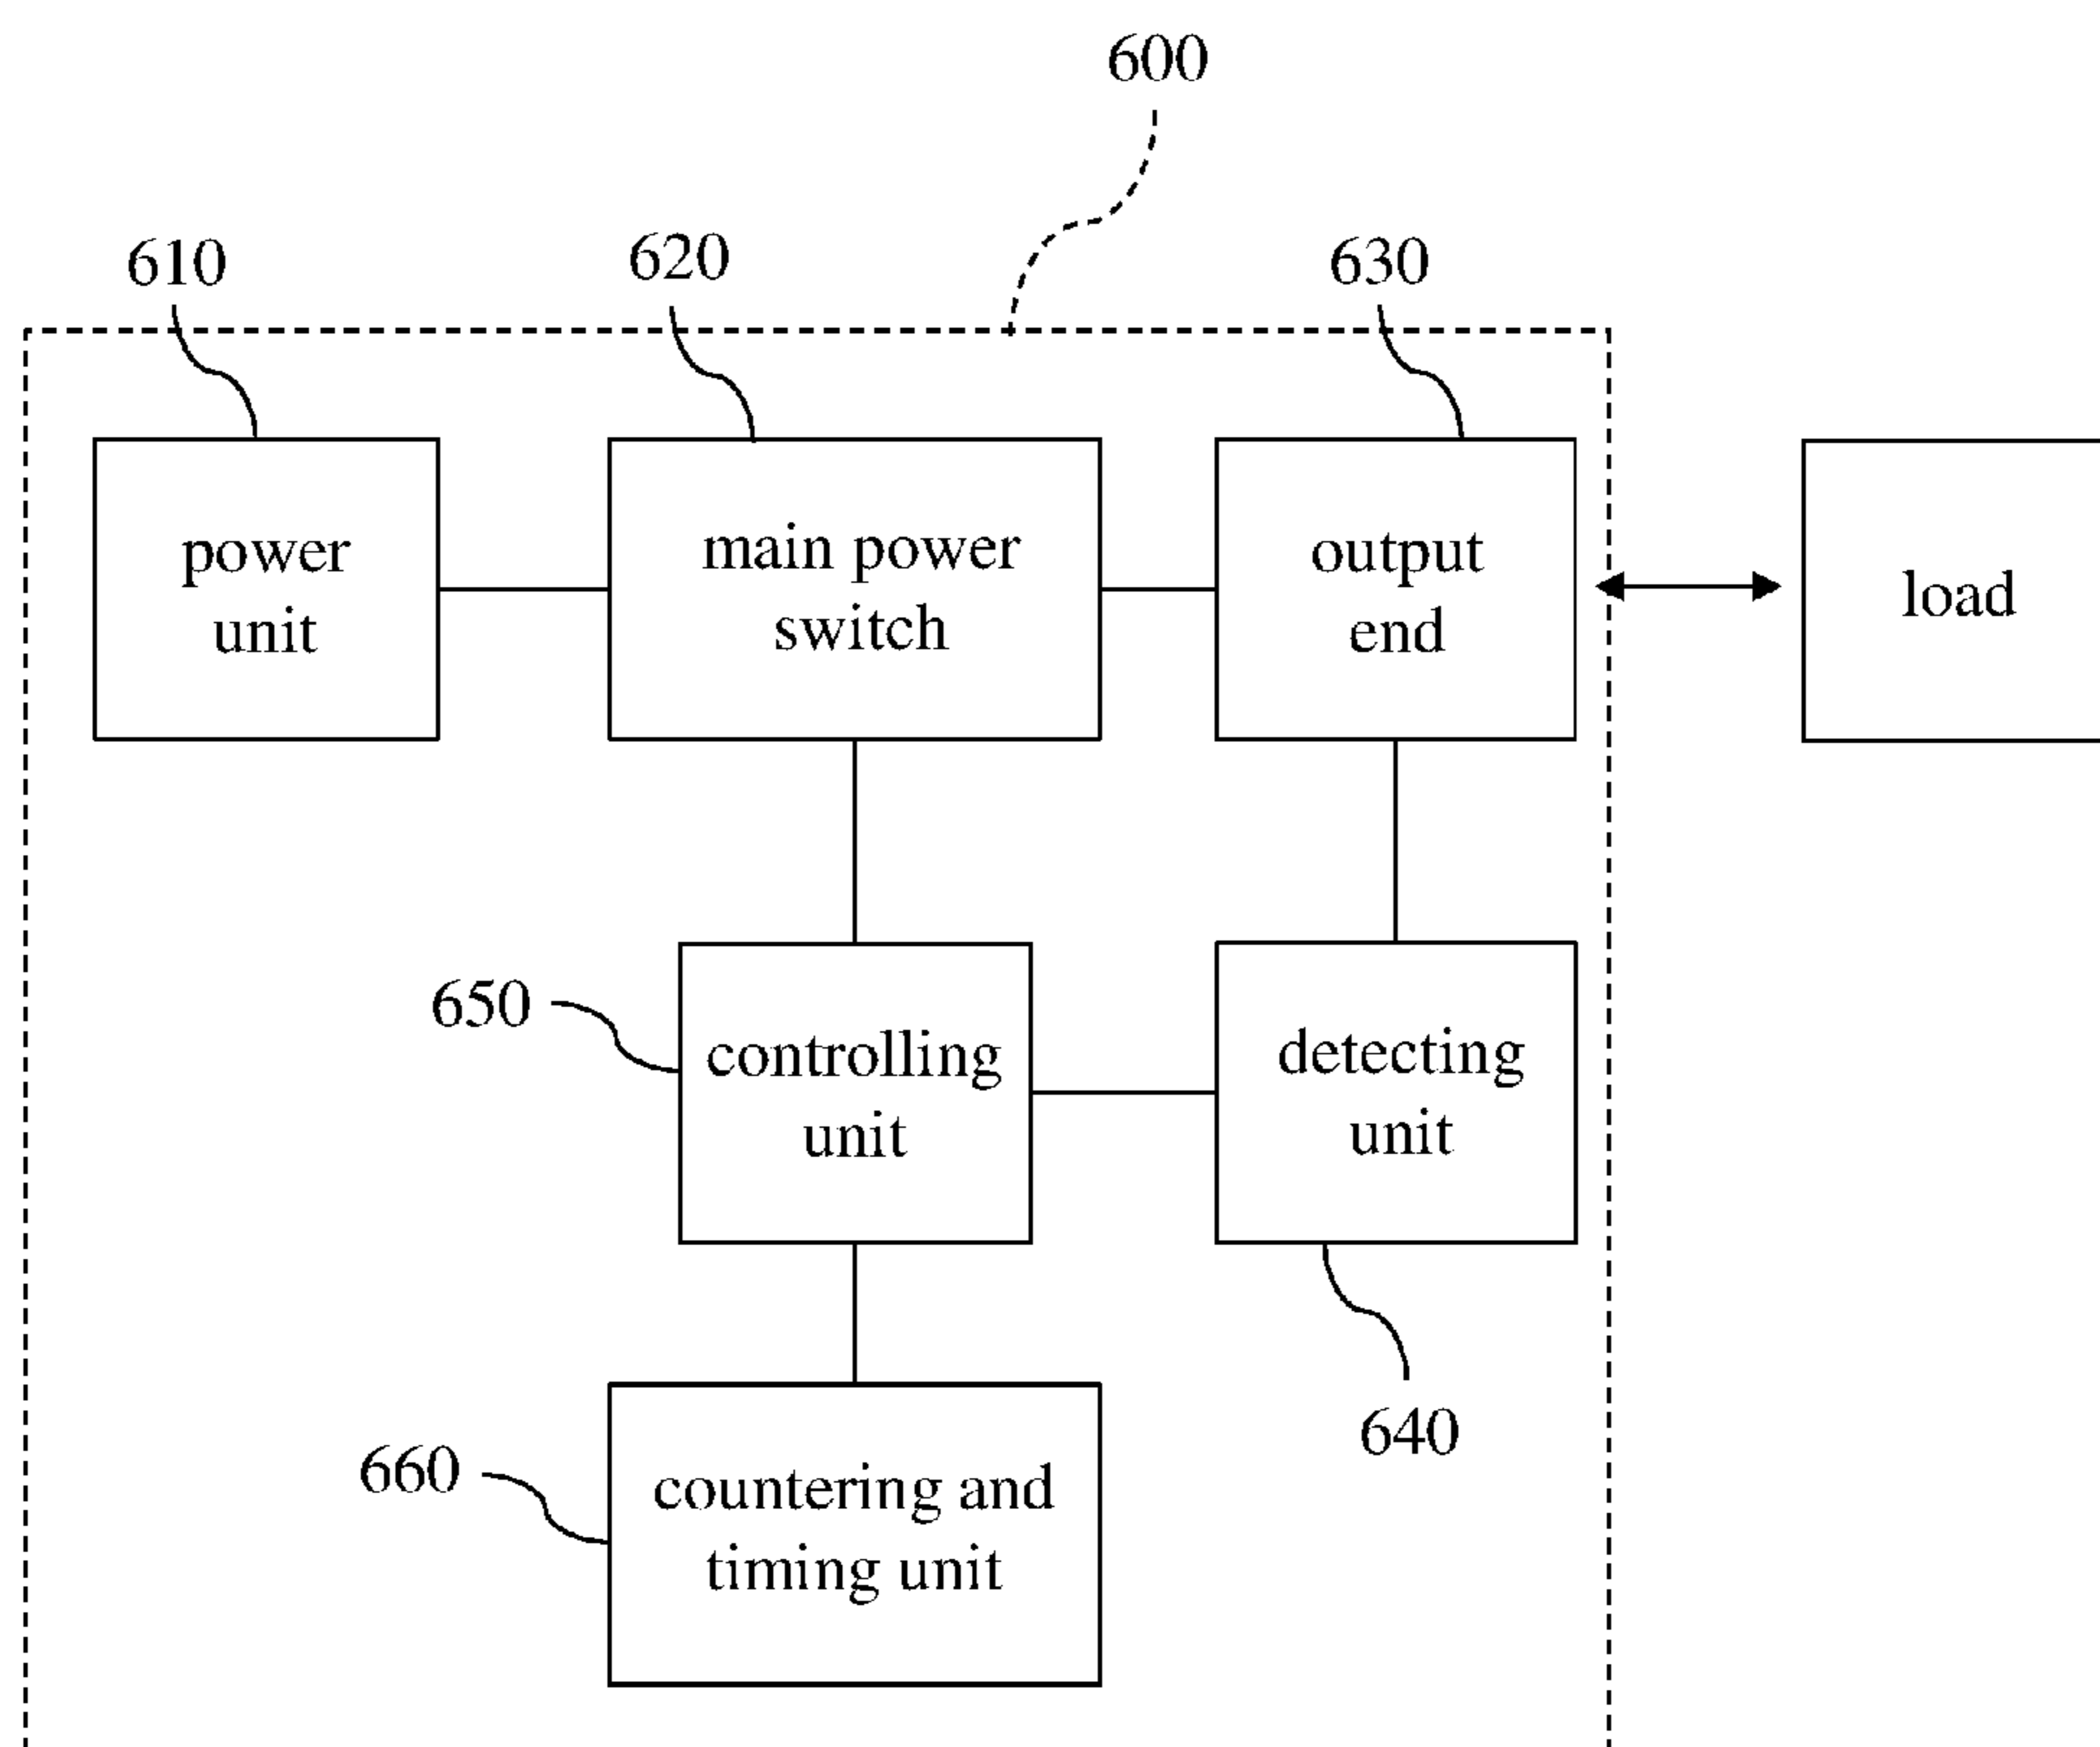 600
610
620
630
power
unit
main power
switch
output
end
load
650
controlling
unit
detecting
unit
640
660
countering and
timing unit